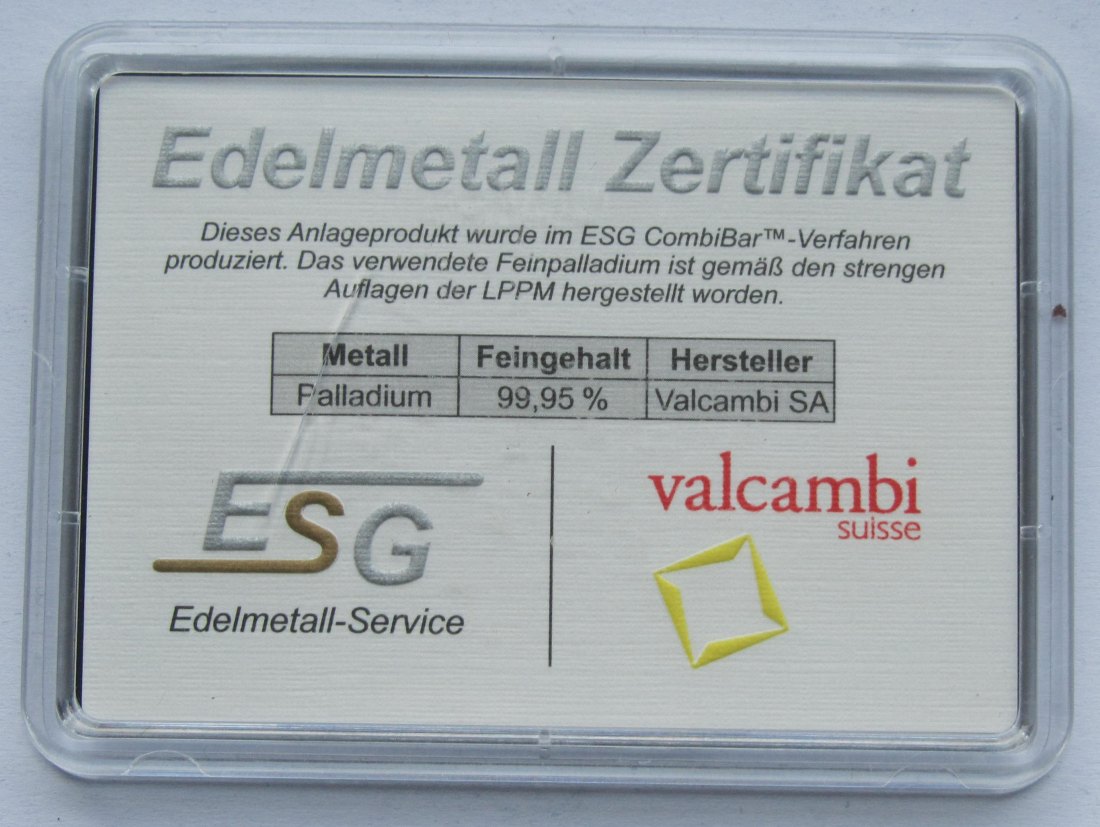 Edelmetall Zertifikat
Dieses Anlageprodukt wurde im ESG CombiBar™-Verfahren
produziert. Das verwendete Feinpalladium ist gemäß den strengen
Auflagen der LPPM hergestellt worden.
Metall Feingehalt Hersteller
Palladium 99,95 % Valcambi SA
ESG
Edelmetall-Service
valcambi
suisse